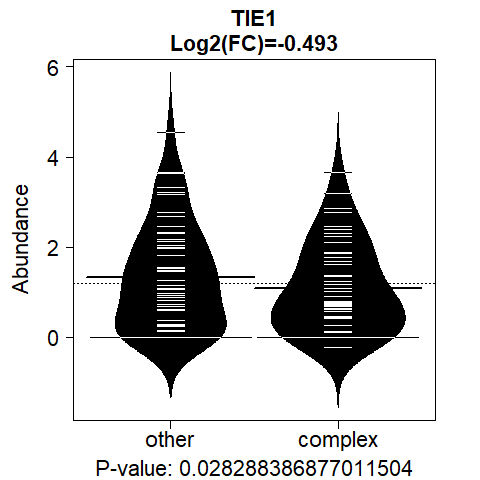 TIE1
Log2(FC)=-0.493
Abundance
6
4
2
0
other complex
P-value: 0.028288386877011504